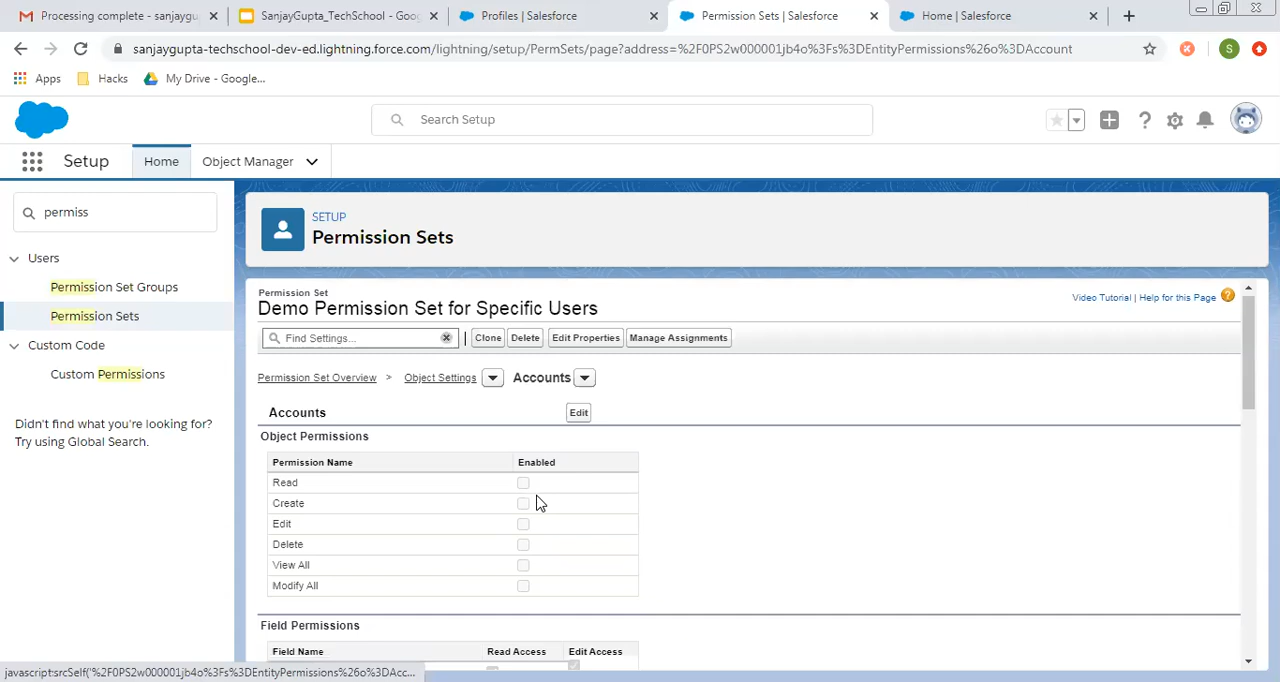 Processing complete - sanjaygu
SanjayGupta_TechSchool - Goo
Profiles | Salesforce
Permission Sets | Salesforce
Home | Salesforce
sanjaygupta-techschool-dev-ed.lightning.force.com/lightning/setup/PermSets/page?address=%2F0PS2w000001jb4o%3Fs%3DEntityPermissions%26o%3DAccount
S
Apps
Hacks
My Drive - Google...
Search Setup
Setup
Home
Object Manager
permiss
SETUP
Permission Sets
Users
Permission Set Groups
Permission Sets
Custom Code
Custom Permissions
Didn't find what you're looking for?
Try using Global Search.
Permission Set
Demo Permission Set for Specific Users
Video Tutorial | Help for this Page
Find Settings...
Clone
Delete
Edit Properties
Manage Assignments
Permission Set Overview > Object Settings Accounts
Accounts
Edit
Object Permissions
Permission Name Enabled
Read
Create
Edit
Delete
View All
Modify All
Field Permissions
Field Name Read Access Edit Access
javascript:srcSelf('%2F0PS2w000001jb4o%3Fs%3DEntityPermissions%26o%3DAcc...